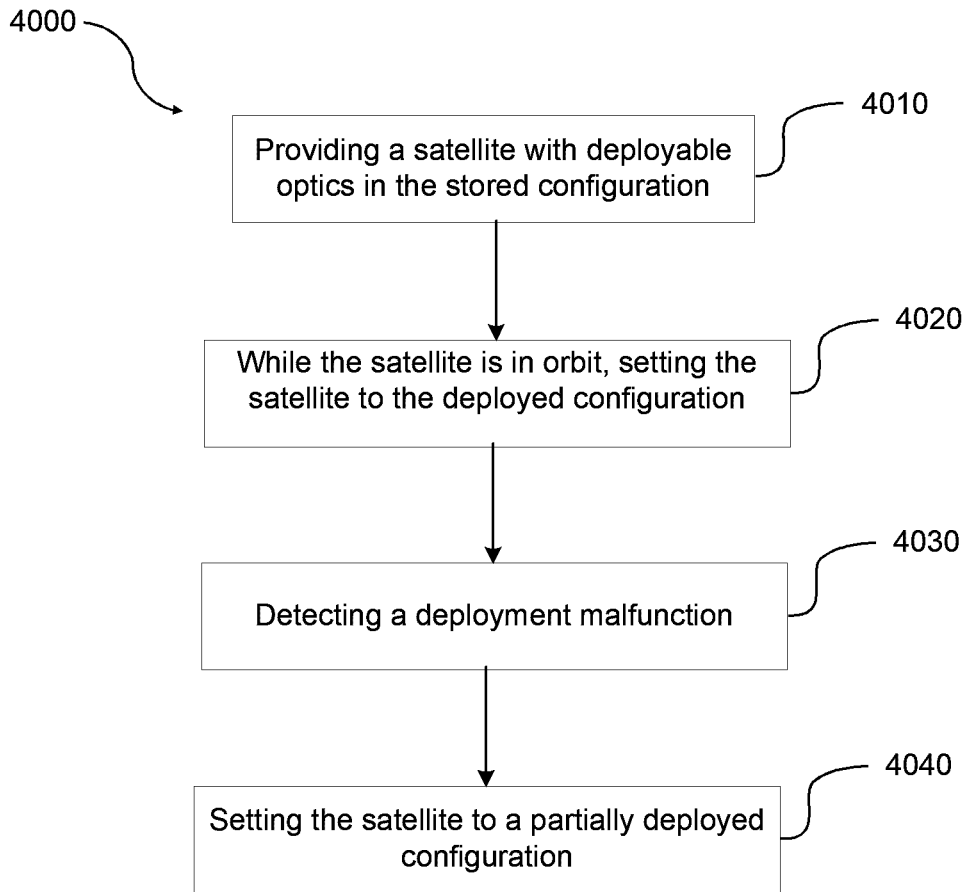 4000
4010
Providing a satellite with deployable
optics in the stored configuration
4020
While the satellite is in orbit, setting the
satellite to the deployed configuration
4030
Detecting a deployment malfunction
4040
Setting the satellite to a partially deployed
configuration